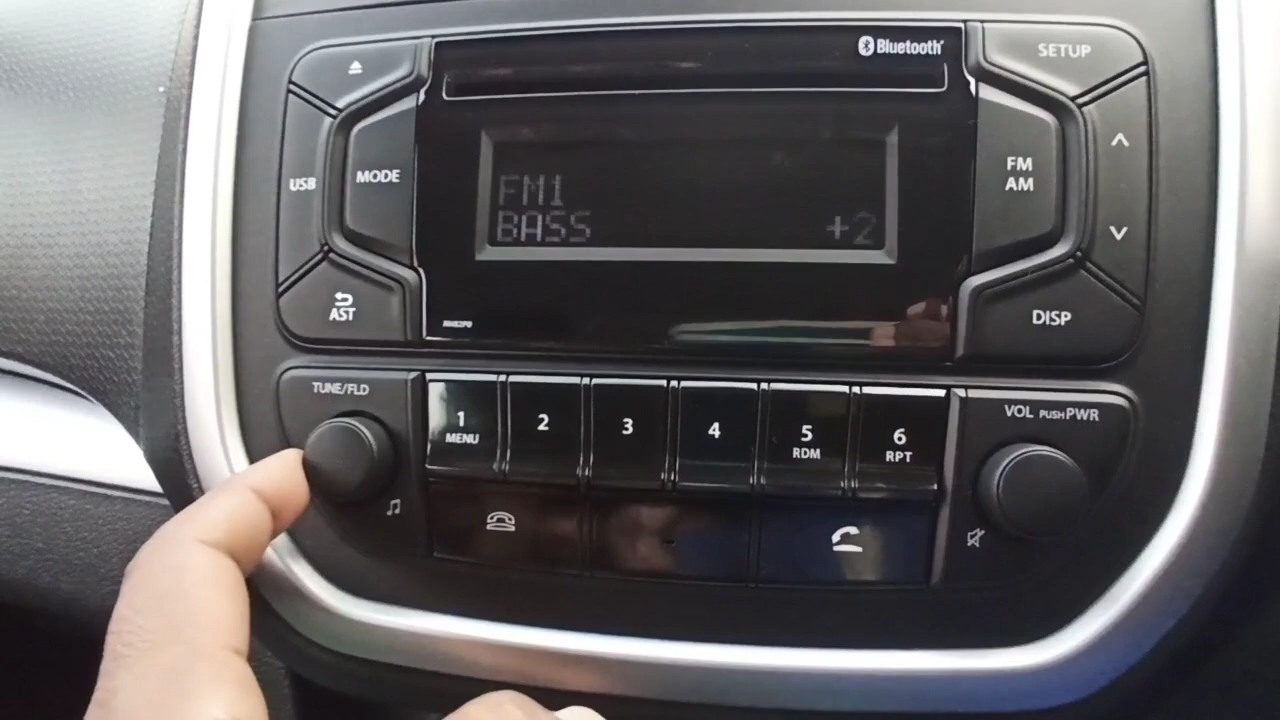 Bluetooth
SETUP
USB
MODE
FM
AM
FM1
BASS +2
AST
DISP
TUNE/FLD
1
MENU
2
3
4
5
RDM
6
RPT
VOL PUSH PWR